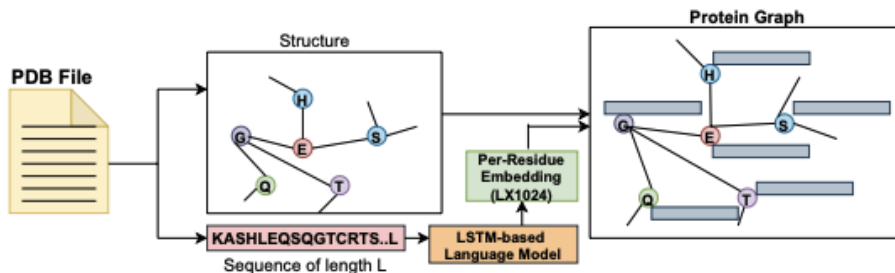 PDB File
Structure
H
G
E
S
Q
T
KASHLEQSQGTCRTS..L
Sequence of length L
LSTM-based
Language Model
Per-Residue
Embedding
(LX1024)
Protein Graph
H
G
E
S
Q
T